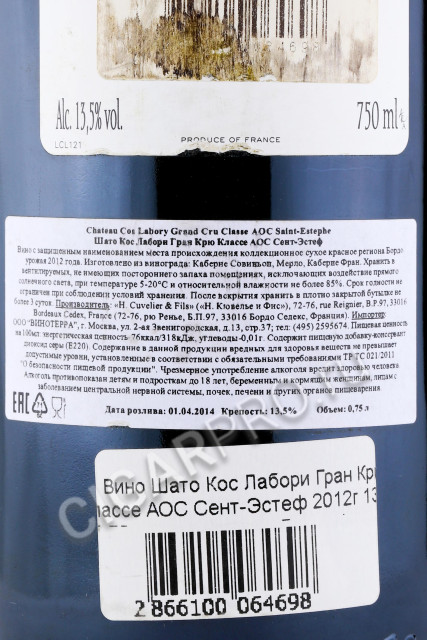 64698
Alc. 13,5% vol.
750 ml
LCL121
PRODUCE OF FRANCE
Chateau Cos Labory Grand Cru Classe AOC Saint-Estephe
Шато Кос Лабори Гран Крю Классе АОС Сент-Эстеф
Вино с защищенным наименованием места происхождения коллекционное сухое красное региона Бордо
урожая 2012 года. Изготовлено из винограда: Каберне Совиньон, Мерло, Каберне Фран. Хранить в
вентилируемых, не имеющих постороннего запаха помещениях, исключающих воздействие прямого
солнечного света, при температуре 5-20°С и относительной влажности не более 85%. Срок годности не
ограничен при соблюдении условий хранения. После вскрытия хранить в плотно закрытой бутылке не
более 3 суток. Производитель: «H. Cuvelier & Fils» («Н. Кювелье и Фис»), 72-76, rue Reignier, B.P.97, 33016
Bordeaux Cedex, France (72-76, рю Ренье, Б.П.97, 33016 Бордо Седекс, Франция). Импортер
ООО "ВИНОТЕРРА", г. Москва, ул. 2-ая Звенигородская, д.13, стр.37; тел: (495) 2595674. Пищевая ценность
на 100мл: энергетическая ценность 76ккал/318кДж, углеводы-0,01г. Содержит пищевую добавку-консервант
диоксид серы (Е220). Содержание в данной продукции вредных для здоровья веществ не превышает
допустимые уровни, установленные в соответствии с обязательными требованиями ТР ТС 021/2011
"О безопасности пищевой продукции". Чрезмерное употребление алкоголя вредит здоровью человека
Алкоголь противопоказан детям и подросткам до 18 лет, беременным и кормящим женщинам, лицам с
заболеваниями центральной нервной системы, почек, печени и других органов пищеварения
EAC
Дата розлива: 01.04.2014 Крепость: 13,5% Объем: 0,75 л
CIGARPRO.RU
Вино Шато Кос Лабори Гран Крю
лассе АОС Сент-Эстеф 2012г 13
2 866100 064698